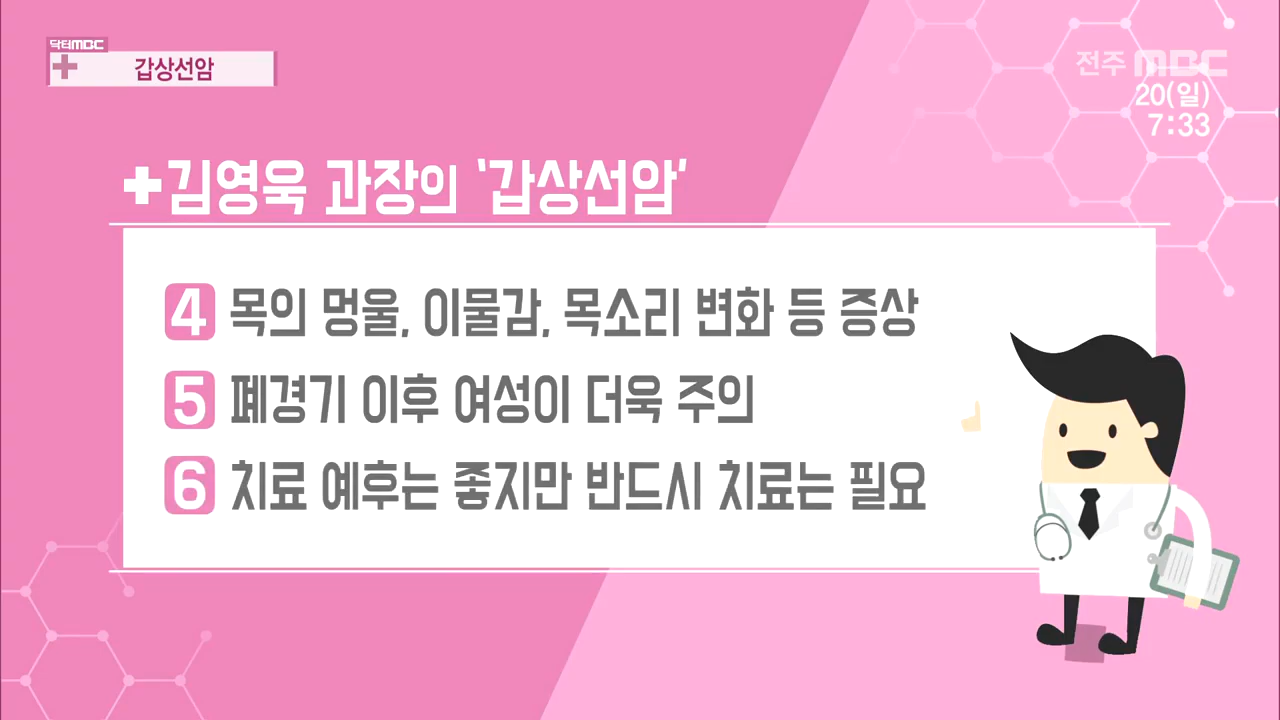 닥터MBC
갑상선암
전주 MBC
20(일)
7:33
김영욱 과장의 '갑상선암'
4 목의 멍울, 이물감, 목소리 변화 등 증상
5 폐경기 이후 여성이 더욱 주의
6 치료 예후는 좋지만 반드시 치료는 필요